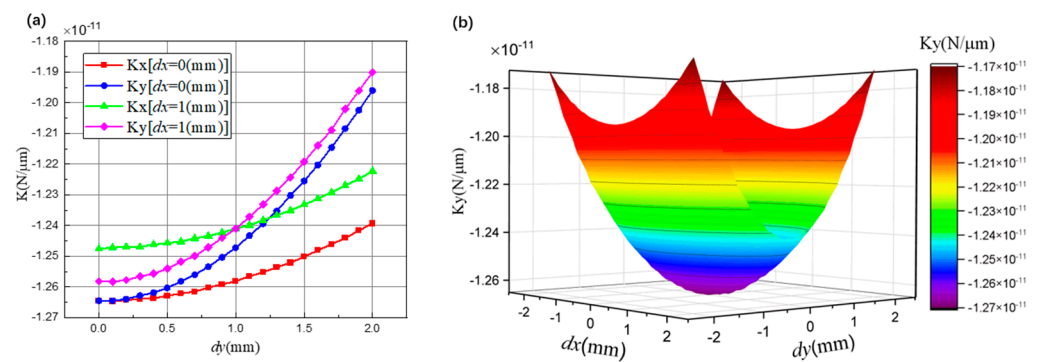 (a)
×10⁻¹¹
-1.18
-1.19
-1.20
-1.21
-1.22
-1.23
-1.24
-1.25
-1.26
-1.27
K(N/μm)
Kx[dx=0(mm)]
Ky[dx=0(mm)]
Kx[dx=1(mm)]
Ky[dx=1(mm)]
0.0 0.5 1.0 1.5 2.0
dy(mm)
(b)
×10⁻¹¹
-1.18
-1.20
-1.22
-1.24
-1.26
Ky(N/μm)
-2 -1 0 1 2
dx(mm)
-2 -1 0 1 2
dy(mm)
Ky(N/μm)
-1.17×10⁻¹¹
-1.18×10⁻¹¹
-1.20×10⁻¹¹
-1.21×10⁻¹¹
-1.22×10⁻¹¹
-1.23×10⁻¹¹
-1.24×10⁻¹¹
-1.25×10⁻¹¹
-1.26×10⁻¹¹
-1.27×10⁻¹¹